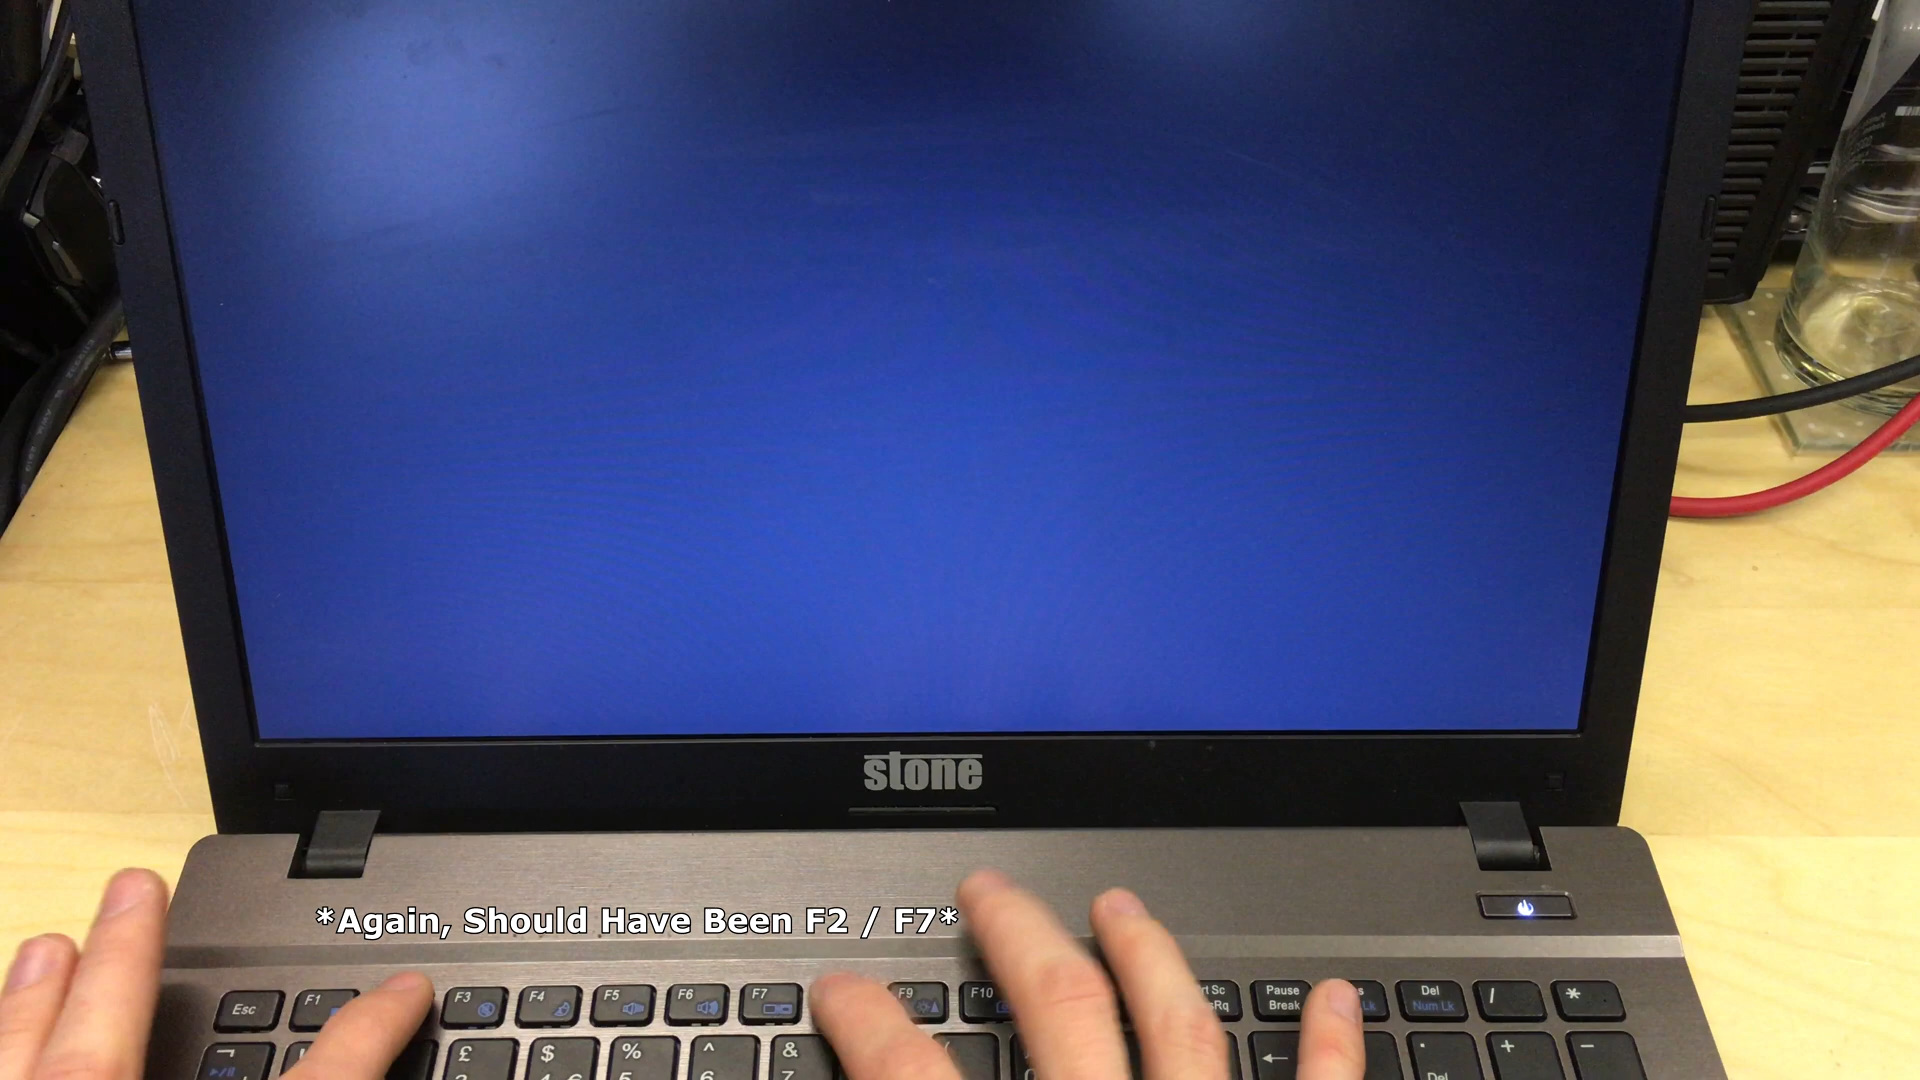 stone
*Again, Should Have Been F2 / F7*
Esc
F1
F3
F4
F5
F6
F7
F9
F10
Pause
Break
Del
Num Lk
/
*
£
$
%
^
&
+
-
Del